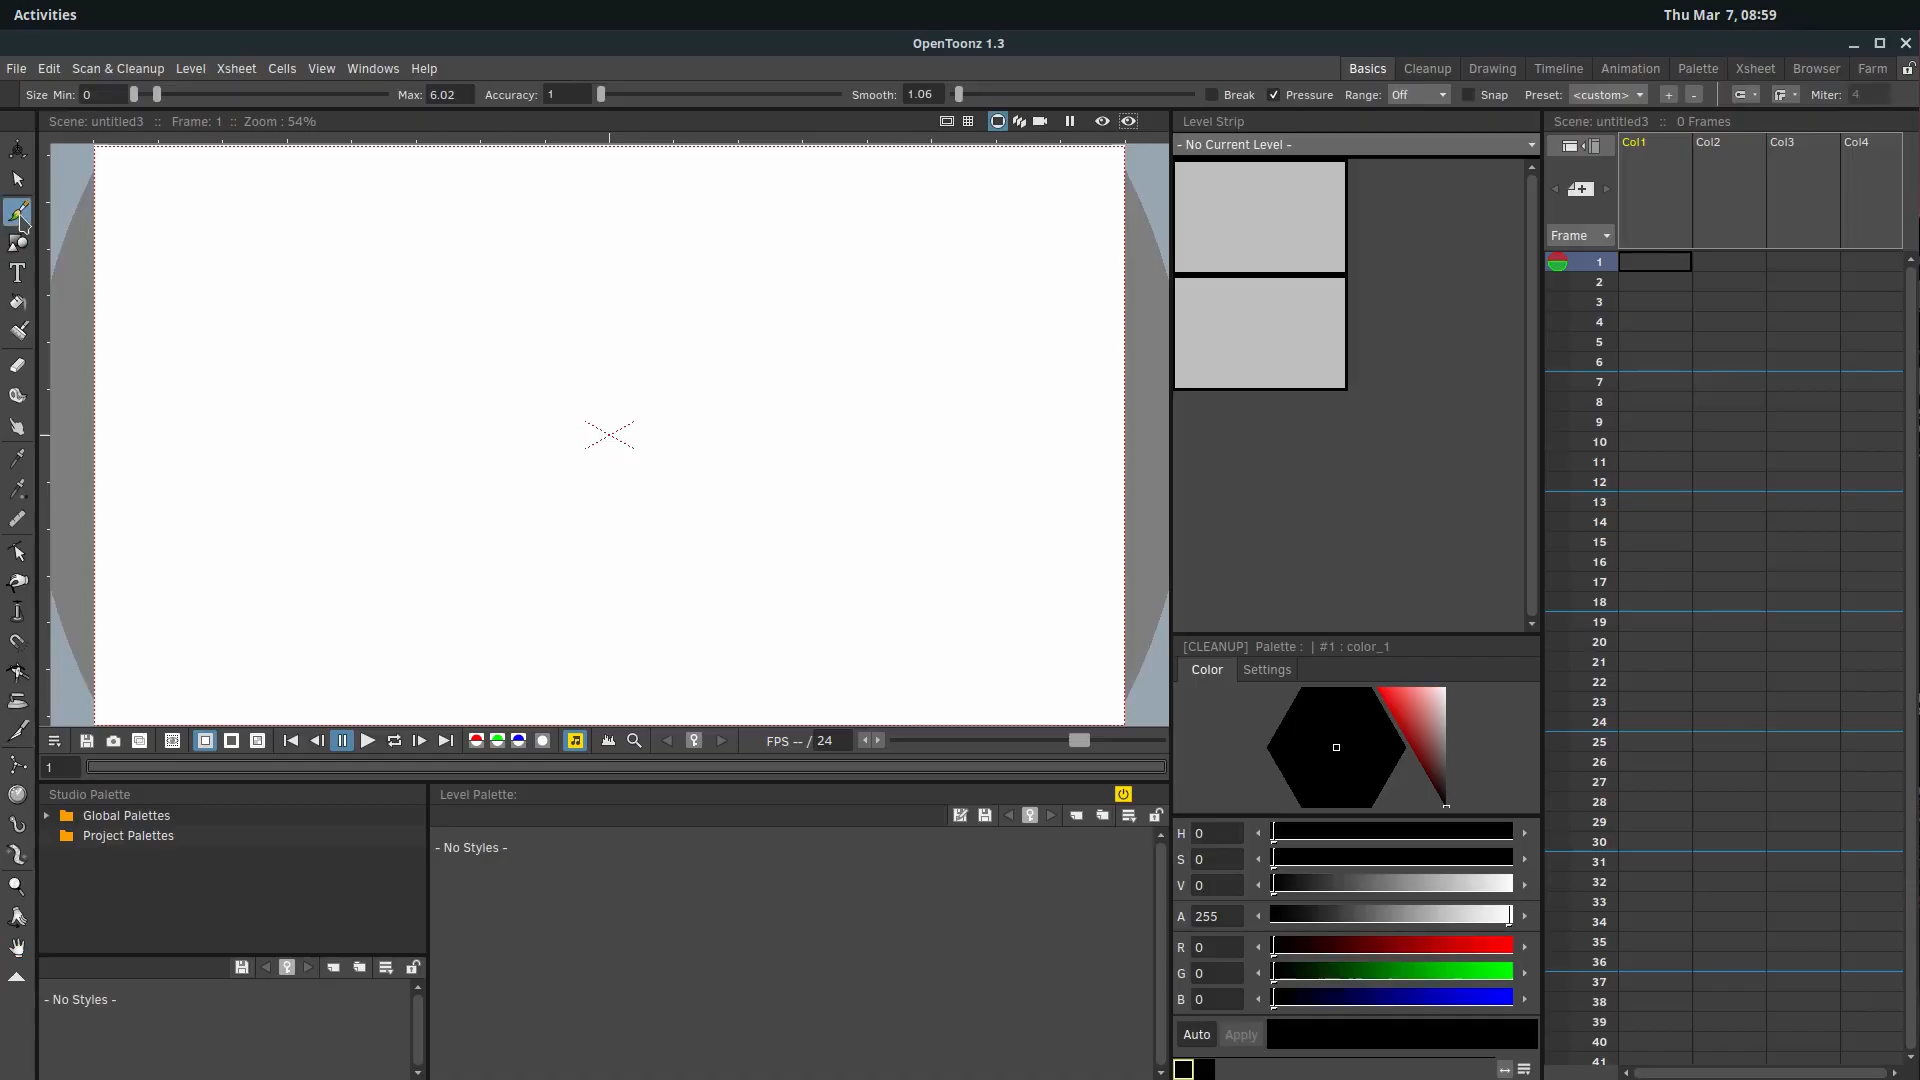 Activities
Thu Mar 7, 08:59
OpenToonz 1.3
File Edit Scan & Cleanup Level Xsheet Cells View Windows Help
Basics Cleanup Drawing Timeline Animation Palette Xsheet Browser Farm
Size Min: 0 Max: 6.02 Accuracy: 1 Smooth: 1.06 Break Pressure Range: Off Snap Preset: <custom> + - Miter: 4
Scene: untitled3 :: Frame: 1 :: Zoom : 54%
Level Strip
- No Current Level -
Scene: untitled3 :: 0 Frames
Col1 Col2 Col3 Col4
Frame
1
2
3
4
5
6
7
8
9
10
11
12
13
14
15
16
17
18
19
20
21
22
23
24
25
26
27
28
29
30
31
32
33
34
35
36
37
38
39
40
41
T
FPS -- / 24
1
Studio Palette
Global Palettes
Project Palettes
- No Styles -
Level Palette:
- No Styles -
[CLEANUP] Palette : | #1 : color_1
Color Settings
H 0
S 0
V 0
A 255
R 0
G 0
B 0
Auto Apply